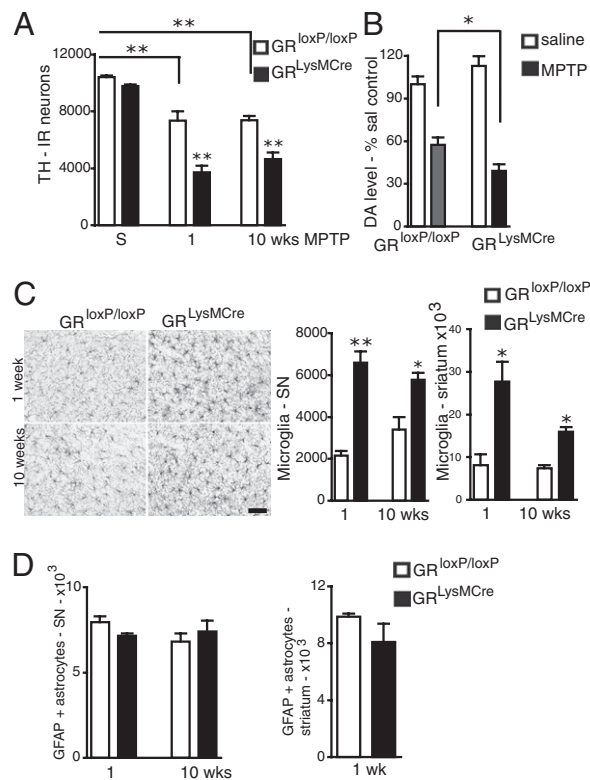 A
**
**
GR loxP/loxP
GR LysMCre
12000
10000
8000
4000
0
TH - IR neurons
**
**
S 1 10 wks MPTP
B
*
saline
MPTP
120
90
60
30
0
DA level - % sal control
GR loxP/loxP GR LysMCre
C
GR loxP/loxP GR LysMCre
1 week
10 weeks
GR loxP/loxP
GR LysMCre
8000
6000
4000
2000
0
Microglia - SN
**
*
1 10 wks
40
30
20
10
0
Microglia - sriatum x10^3
*
*
1 10 wks
D
GR loxP/loxP
GR LysMCre
10
5
0
GFAP + astrocytes - SN - x10^3
1 10 wks
12
8
4
0
GFAP + astrocytes -
striatum - x10^3
1 wk